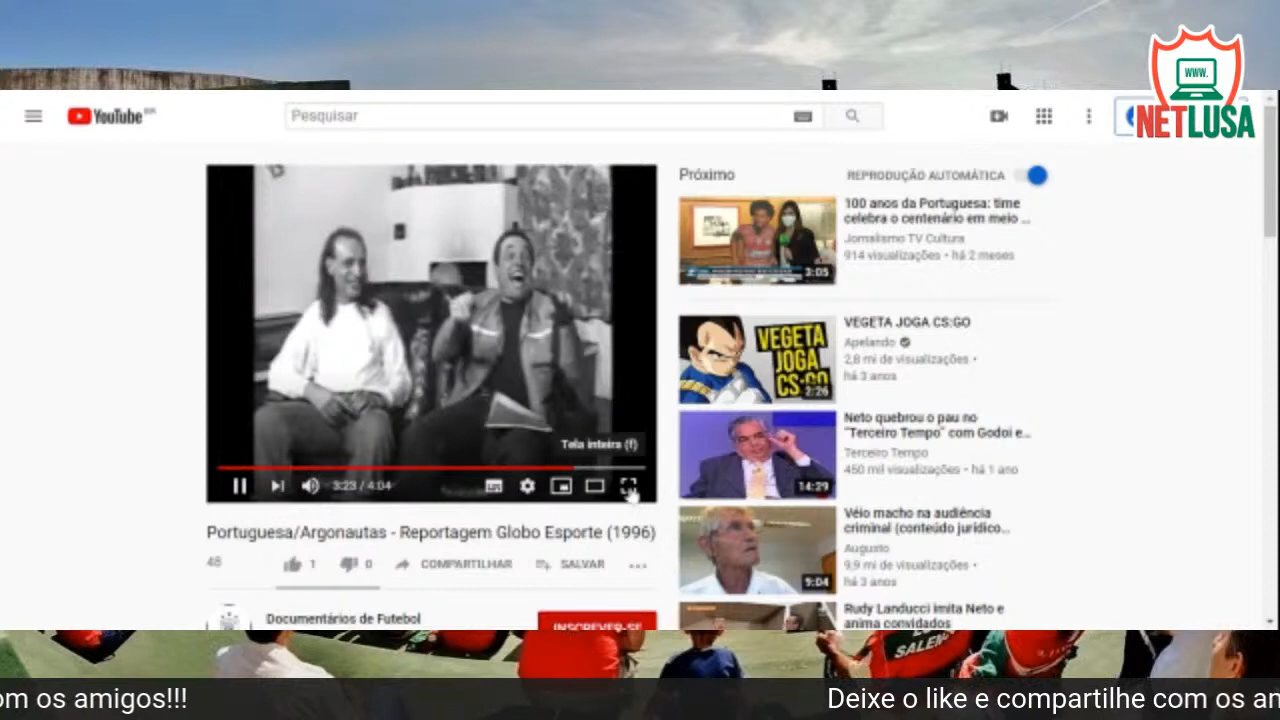 WWW.
NETLUSA
YouTube BR
Pesquisar
Tela inteira (f)
3:23 / 4:04
Portuguesa/Argonautas - Reportagem Globo Esporte (1996)
48
1
0
COMPARTILHAR
SALVAR
Documentários de Futebol
INSCREVER-SE
Próximo
REPRODUÇÃO AUTOMÁTICA
3:05
100 anos da Portuguesa: time
celebra o centenário em meio ...
Jornalismo TV Cultura
914 visualizações • há 2 meses
VEGETA
JOGA
CS:GO
2:26
VEGETA JOGA CS:GO
Apelando
2,8 mi de visualizações •
há 3 anos
14:29
Neto quebrou o pau no
"Terceiro Tempo" com Godoi e...
Terceiro Tempo
450 mil visualizações • há 1 ano
9:04
Véio macho na audiência
criminal (conteúdo jurídico...
Augusto
9,9 mi de visualizações •
há 3 anos
Rudy Landucci imita Neto e
anima convidados
SALEN
om os amigos!!!
Deixe o like e compartilhe com os am